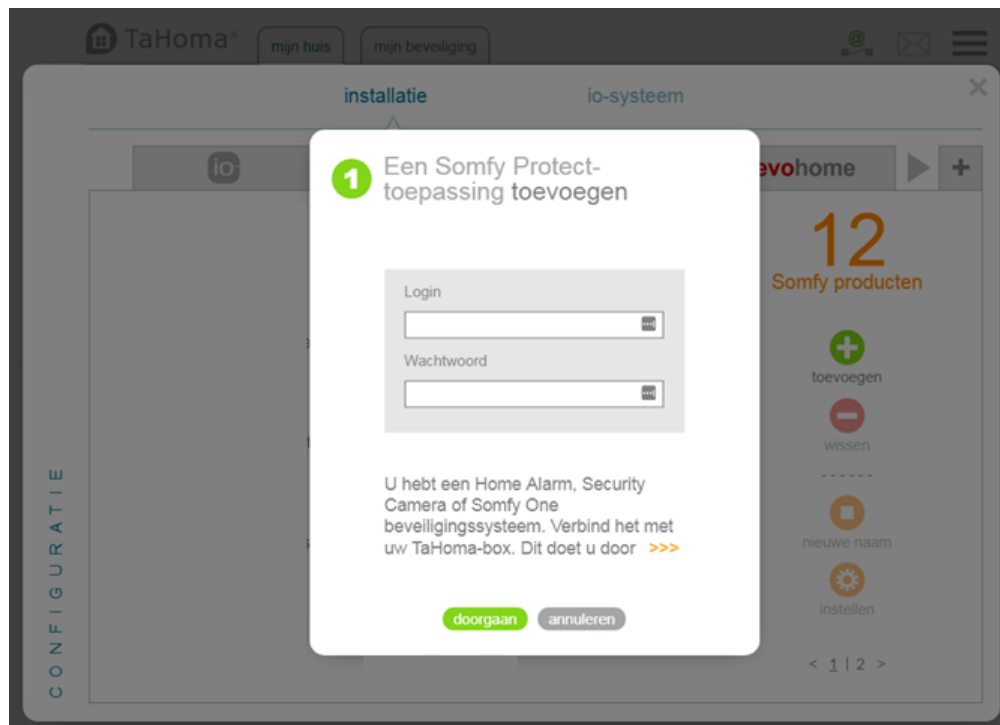 TaHoma®
mijn huis
mijn beveiliging
@
installatie
io-systeem
io
evohome
+
1
Een Somfy Protect-
toepassing toevoegen
Login
Wachtwoord
U hebt een Home Alarm, Security
Camera of Somfy One
beveiligingssysteem. Verbind het met
uw TaHoma-box. Dit doet u door >>>
doorgaan
annuleren
12
Somfy producten
toevoegen
wissen
------
nieuwe naam
instellen
< 1 | 2 >
CONFIGURATIE